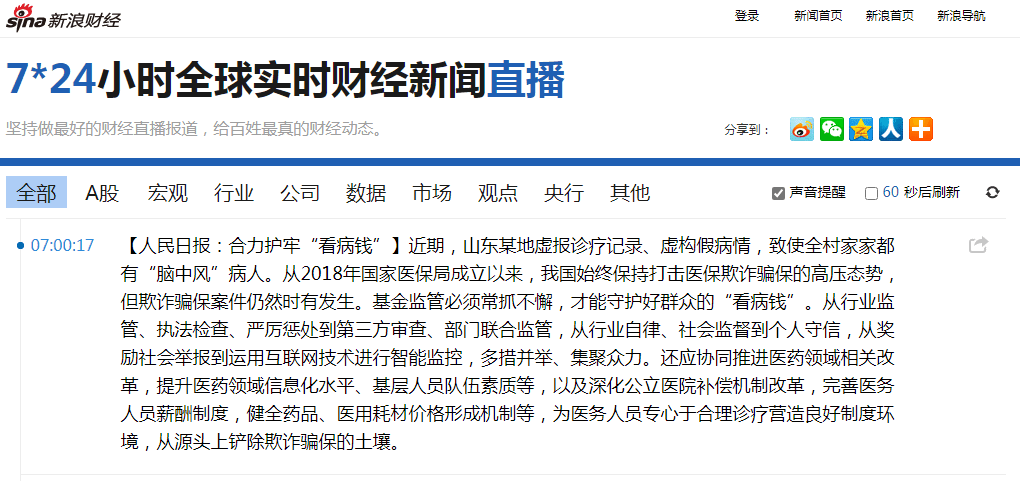 sina新浪财经
登录 新闻首页 新浪首页 新浪导航
7*24小时全球实时财经新闻直播
坚持做最好的财经直播报道，给百姓最真的财经动态。
分享到：
全部 A股 宏观 行业 公司 数据 市场 观点 央行 其他 声音提醒 60 秒后刷新
07:00:17 【人民日报：合力护牢“看病钱”】近期，山东某地虚报诊疗记录、虚构假病情，致使全村家家都
有“脑中风”病人。从2018年国家医保局成立以来，我国始终保持打击医保欺诈骗保的高压态势，
但欺诈骗保案件仍然时有发生。基金监管必须常抓不懈，才能守护好群众的“看病钱”。从行业监
管、执法检查、严厉惩处到第三方审查、部门联合监管，从行业自律、社会监督到个人守信，从奖
励社会举报到运用互联网技术进行智能监控，多措并举、集聚众力。还应协同推进医药领域相关改
革，提升医药领域信息化水平、基层人员队伍素质等，以及深化公立医院补偿机制改革，完善医务
人员薪酬制度，健全药品、医用耗材价格形成机制等，为医务人员专心于合理诊疗营造良好制度环
境，从源头上铲除欺诈骗保的土壤。